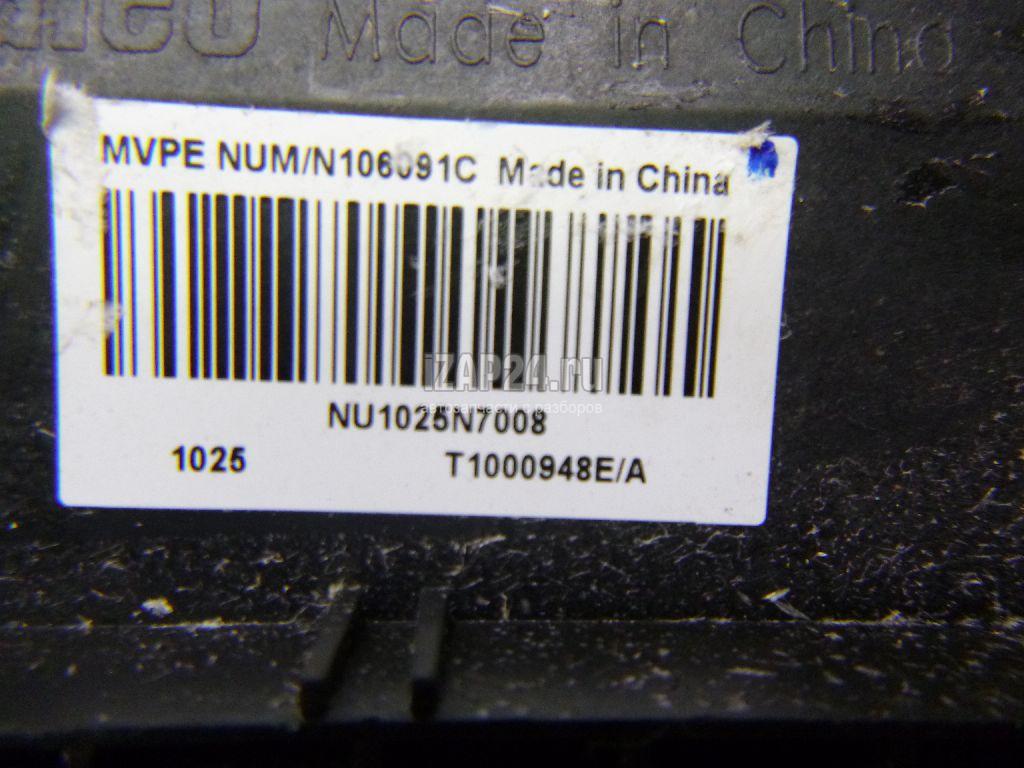 Made in China
MVPE NUM/N106091C Made in China
iZAP24.ru
автозапчасти с разборов
NU1025N7008
1025 T1000948E/A